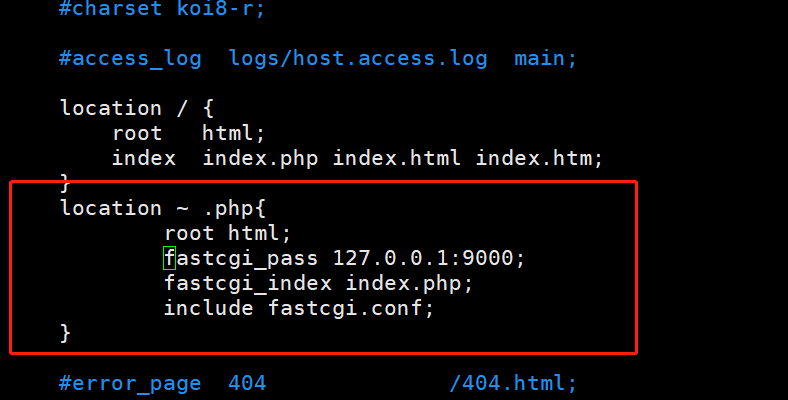 #charset koi8-r;
#access_log  logs/host.access.log  main;
location / {
root   html;
index  index.php index.html index.htm;
}
location ~ .php{
root html;
fastcgi_pass 127.0.0.1:9000;
fastcgi_index index.php;
include fastcgi.conf;
}
#error_page  404              /404.html;